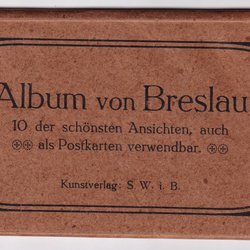 Album von Breslau
10 der schönsten Ansichten, auch
als Postkarten verwendbar.
Kunstverlag: S W. i. B.